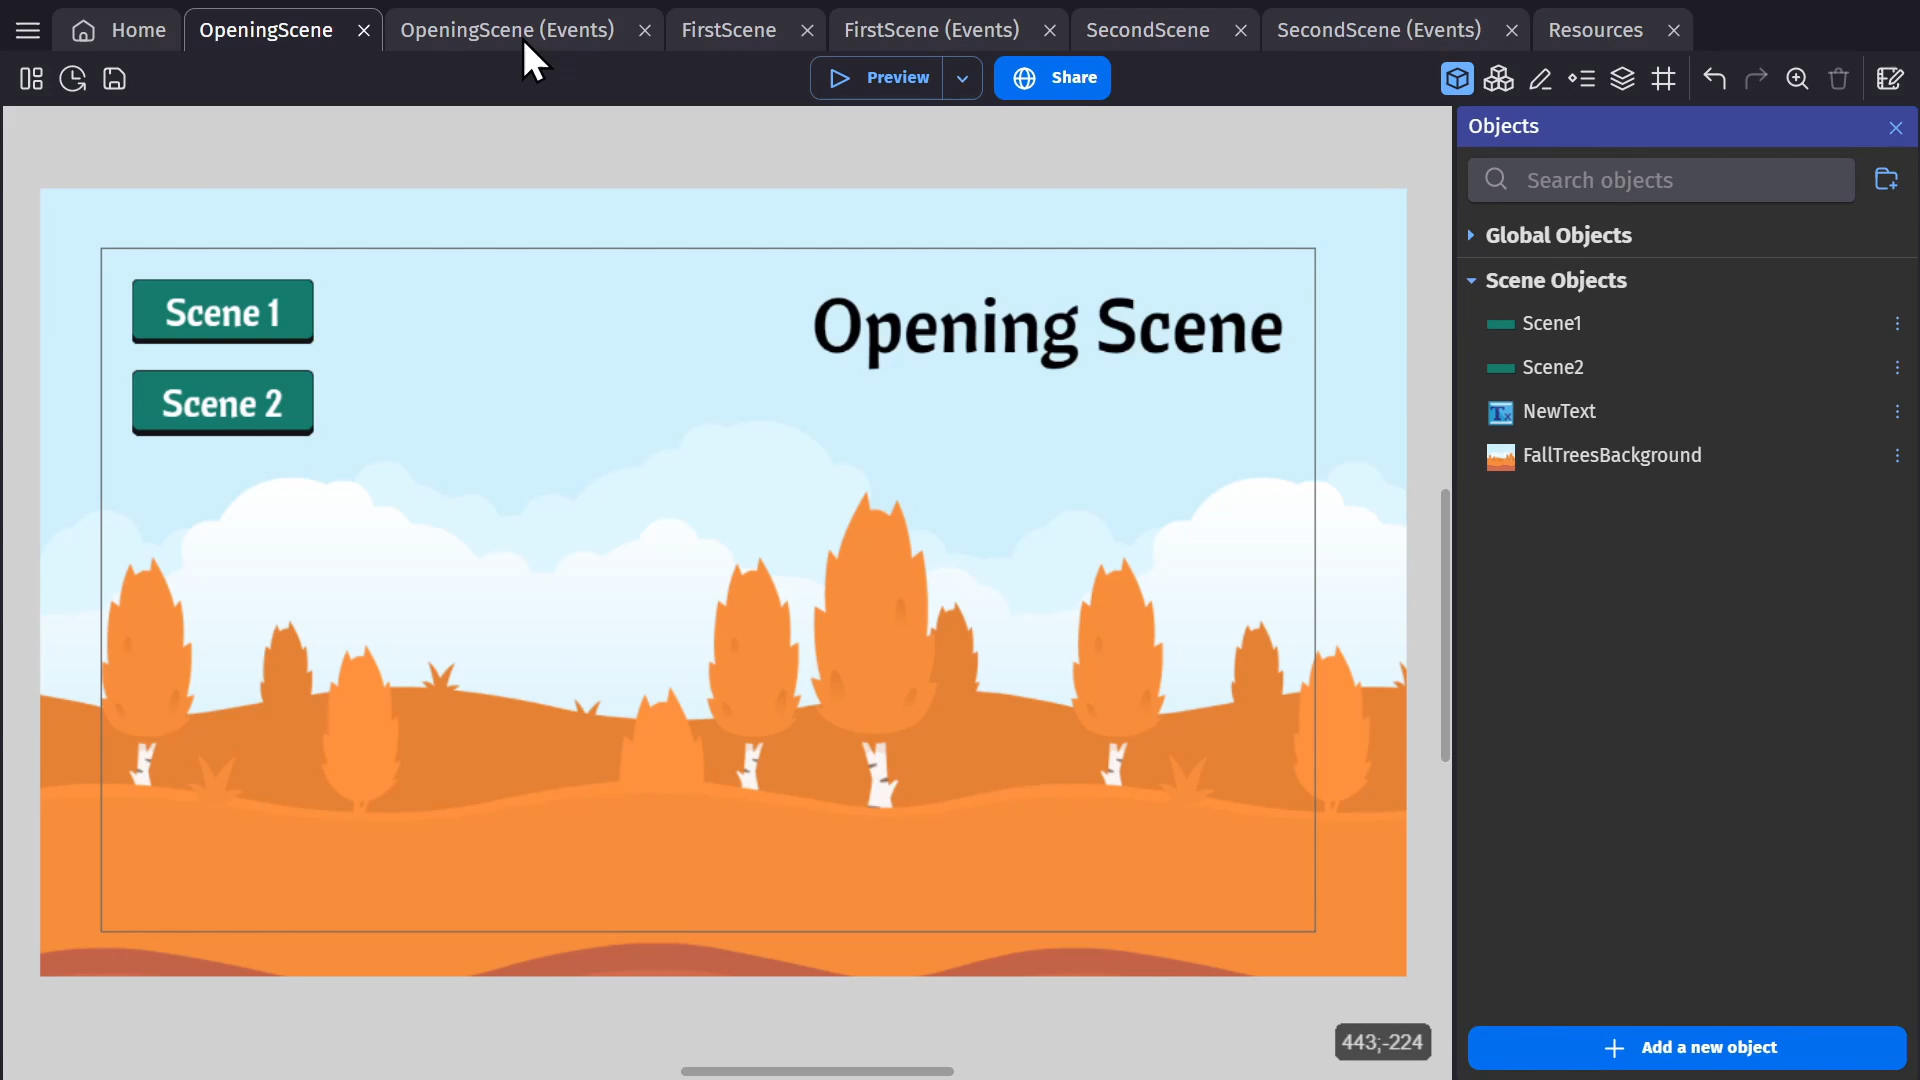 Home
OpeningScene
OpeningScene (Events)
FirstScene
FirstScene (Events)
SecondScene
SecondScene (Events)
Resources
Preview
Share
Objects
Search objects
Global Objects
Scene Objects
Scene1
Scene2
NewText
FallTreesBackground
Scene 1
Opening Scene
Scene 2
443;-224
Add a new object